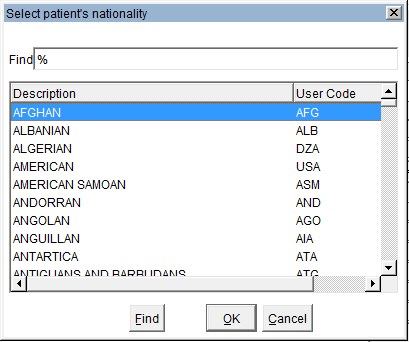 Select patient's nationality
Find %
Description User Code
AFGHAN AFG
ALBANIAN ALB
ALGERIAN DZA
AMERICAN USA
AMERICAN SAMOAN ASM
ANDORRAN AND
ANGOLAN AGO
ANGUILLAN AIA
ANTARTICA ATA
ANTIGUANS AND BARBUDANS ATG
Find OK Cancel